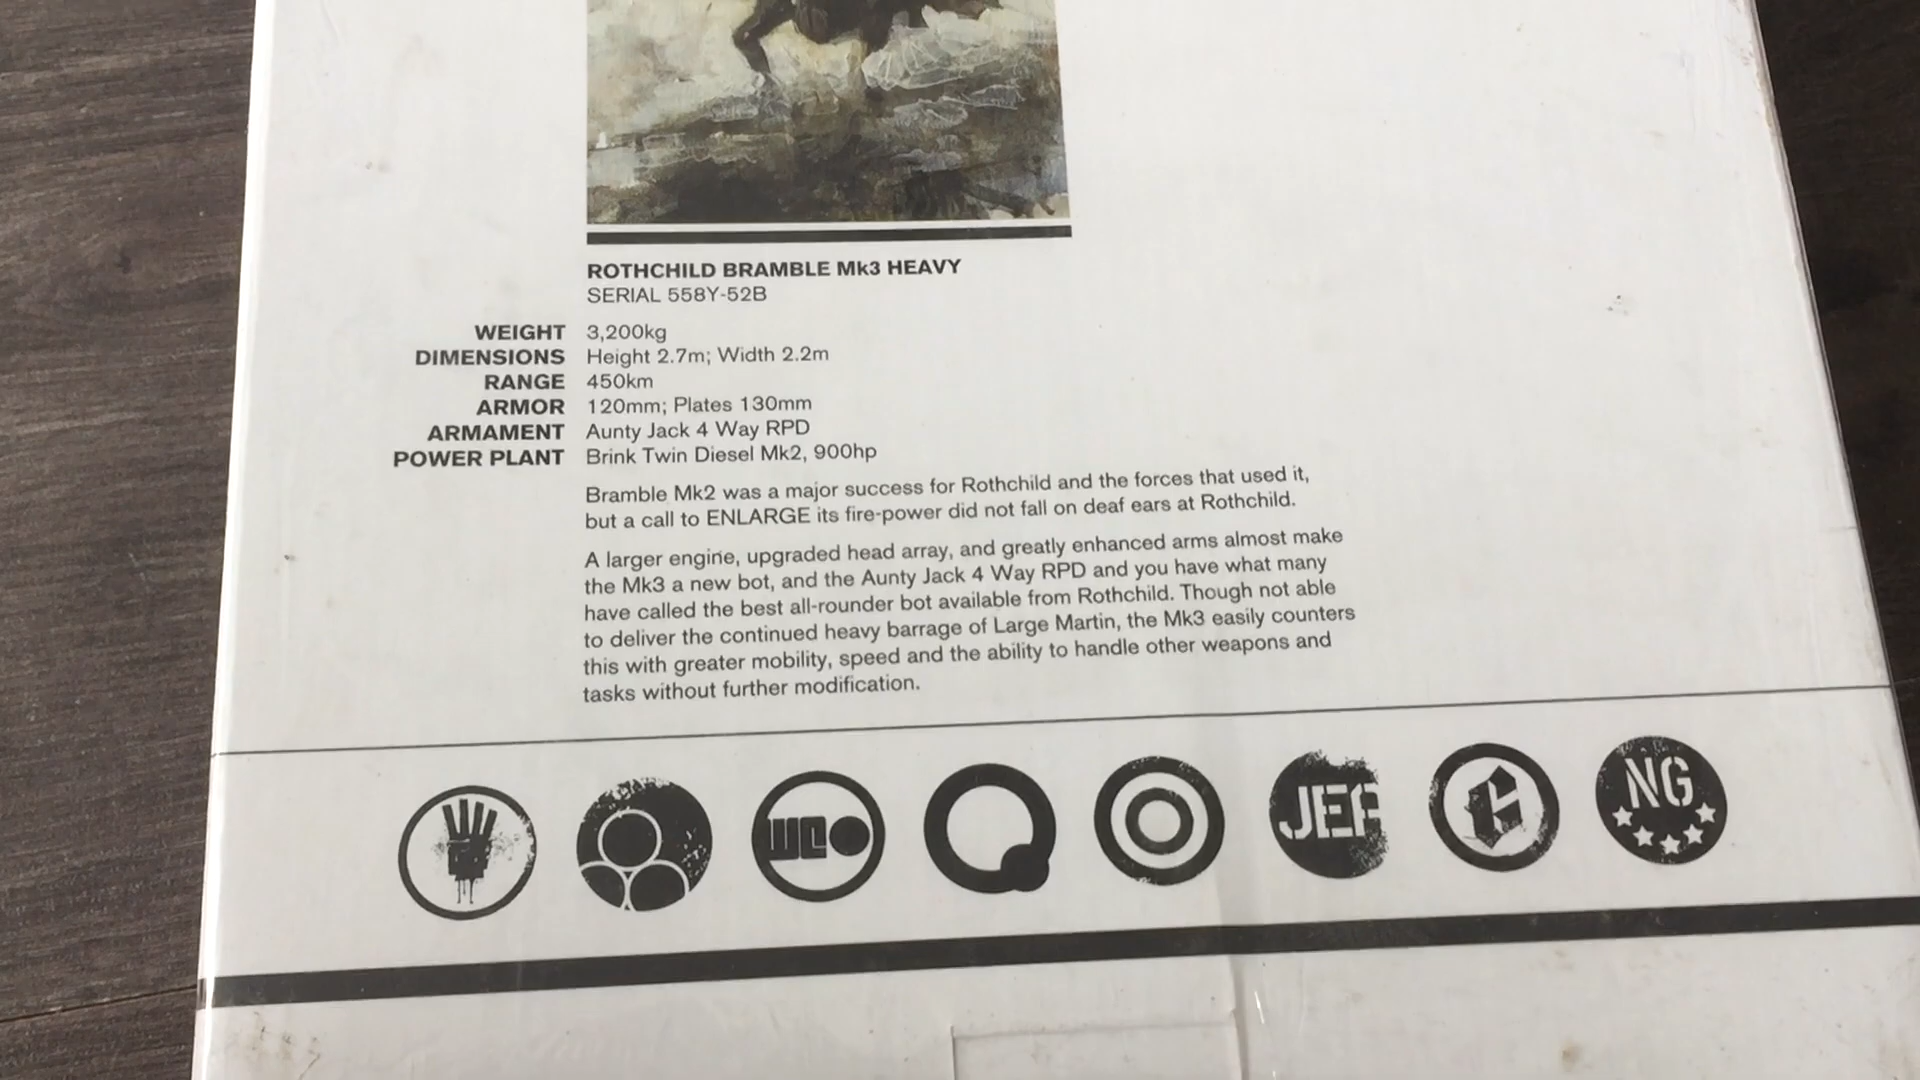 ROTHCHILD BRAMBLE Mk3 HEAVY
SERIAL 558Y-52B
WEIGHT 3,200kg
DIMENSIONS Height 2.7m; Width 2.2m
RANGE 450km
ARMOR 120mm; Plates 130mm
ARMAMENT Aunty Jack 4 Way RPD
POWER PLANT Brink Twin Diesel Mk2, 900hp
Bramble Mk2 was a major success for Rothchild and the forces that used it,
but a call to ENLARGE its fire-power did not fall on deaf ears at Rothchild.
A larger engine, upgraded head array, and greatly enhanced arms almost make
the Mk3 a new bot, and the Aunty Jack 4 Way RPD and you have what many
have called the best all-rounder bot available from Rothchild. Though not able
to deliver the continued heavy barrage of Large Martin, the Mk3 easily counters
this with greater mobility, speed and the ability to handle other weapons and
tasks without further modification.
NG